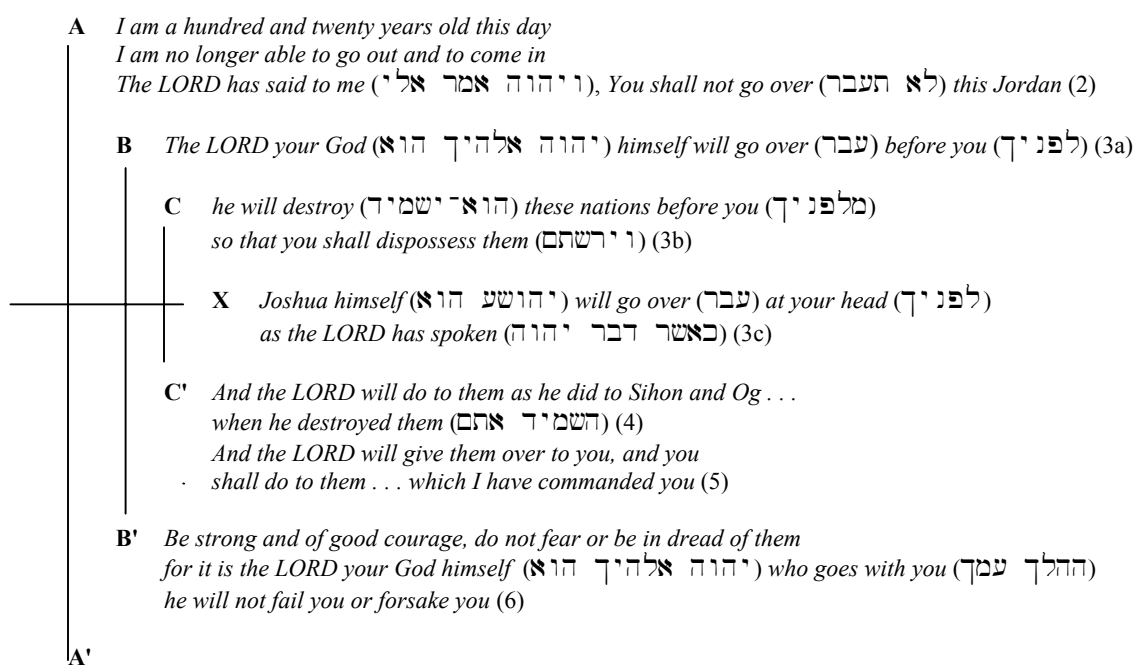 A I am a hundred and twenty years old this day
I am no longer able to go out and to come in
The LORD has said to me (ויהוה אמר אלי), You shall not go over (לא תעבר) this Jordan (2)
B The LORD your God (יהוה אלהיך הוא) himself will go over (עבר) before you (לפניך) (3a)
C he will destroy (הוא־ישמיד) these nations before you (מלפניך)
so that you shall dispossess them (וירשתם) (3b)
X Joshua himself (יהושע הוא) will go over (עבר) at your head (לפניך)
as the LORD has spoken (כאשר דבר יהוה) (3c)
C' And the LORD will do to them as he did to Sihon and Og . . .
when he destroyed them (השמיד אתם) (4)
And the LORD will give them over to you, and you
shall do to them . . . which I have commanded you (5)
B' Be strong and of good courage, do not fear or be in dread of them
for it is the LORD your God himself (יהוה אלהיך הוא) who goes with you (ההלך עמך)
he will not fail you or forsake you (6)
A'